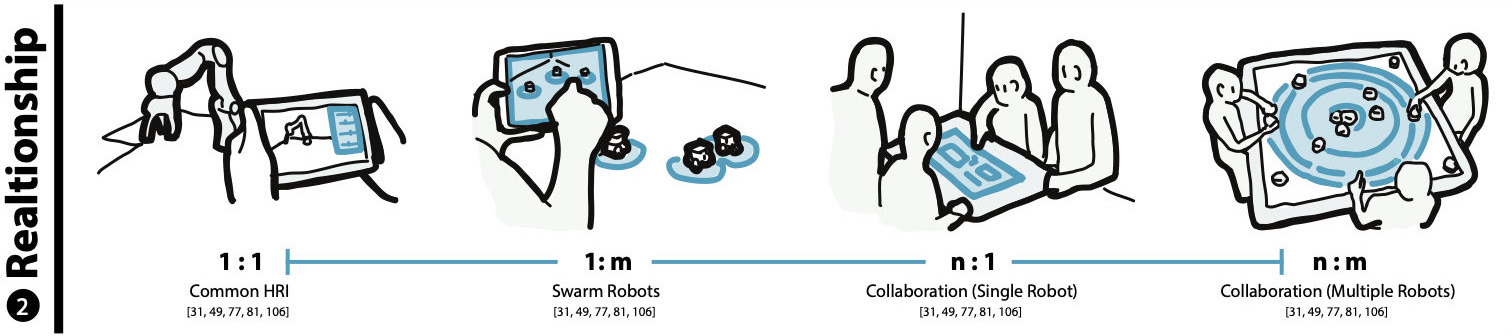 2 Realtionship
1 : 1
Common HRI
[31, 49, 77, 81, 106]
1: m
Swarm Robots
[31, 49, 77, 81, 106]
n : 1
Collaboration (Single Robot)
[31, 49, 77, 81, 106]
n : m
Collaboration (Multiple Robots)
[31, 49, 77, 81, 106]